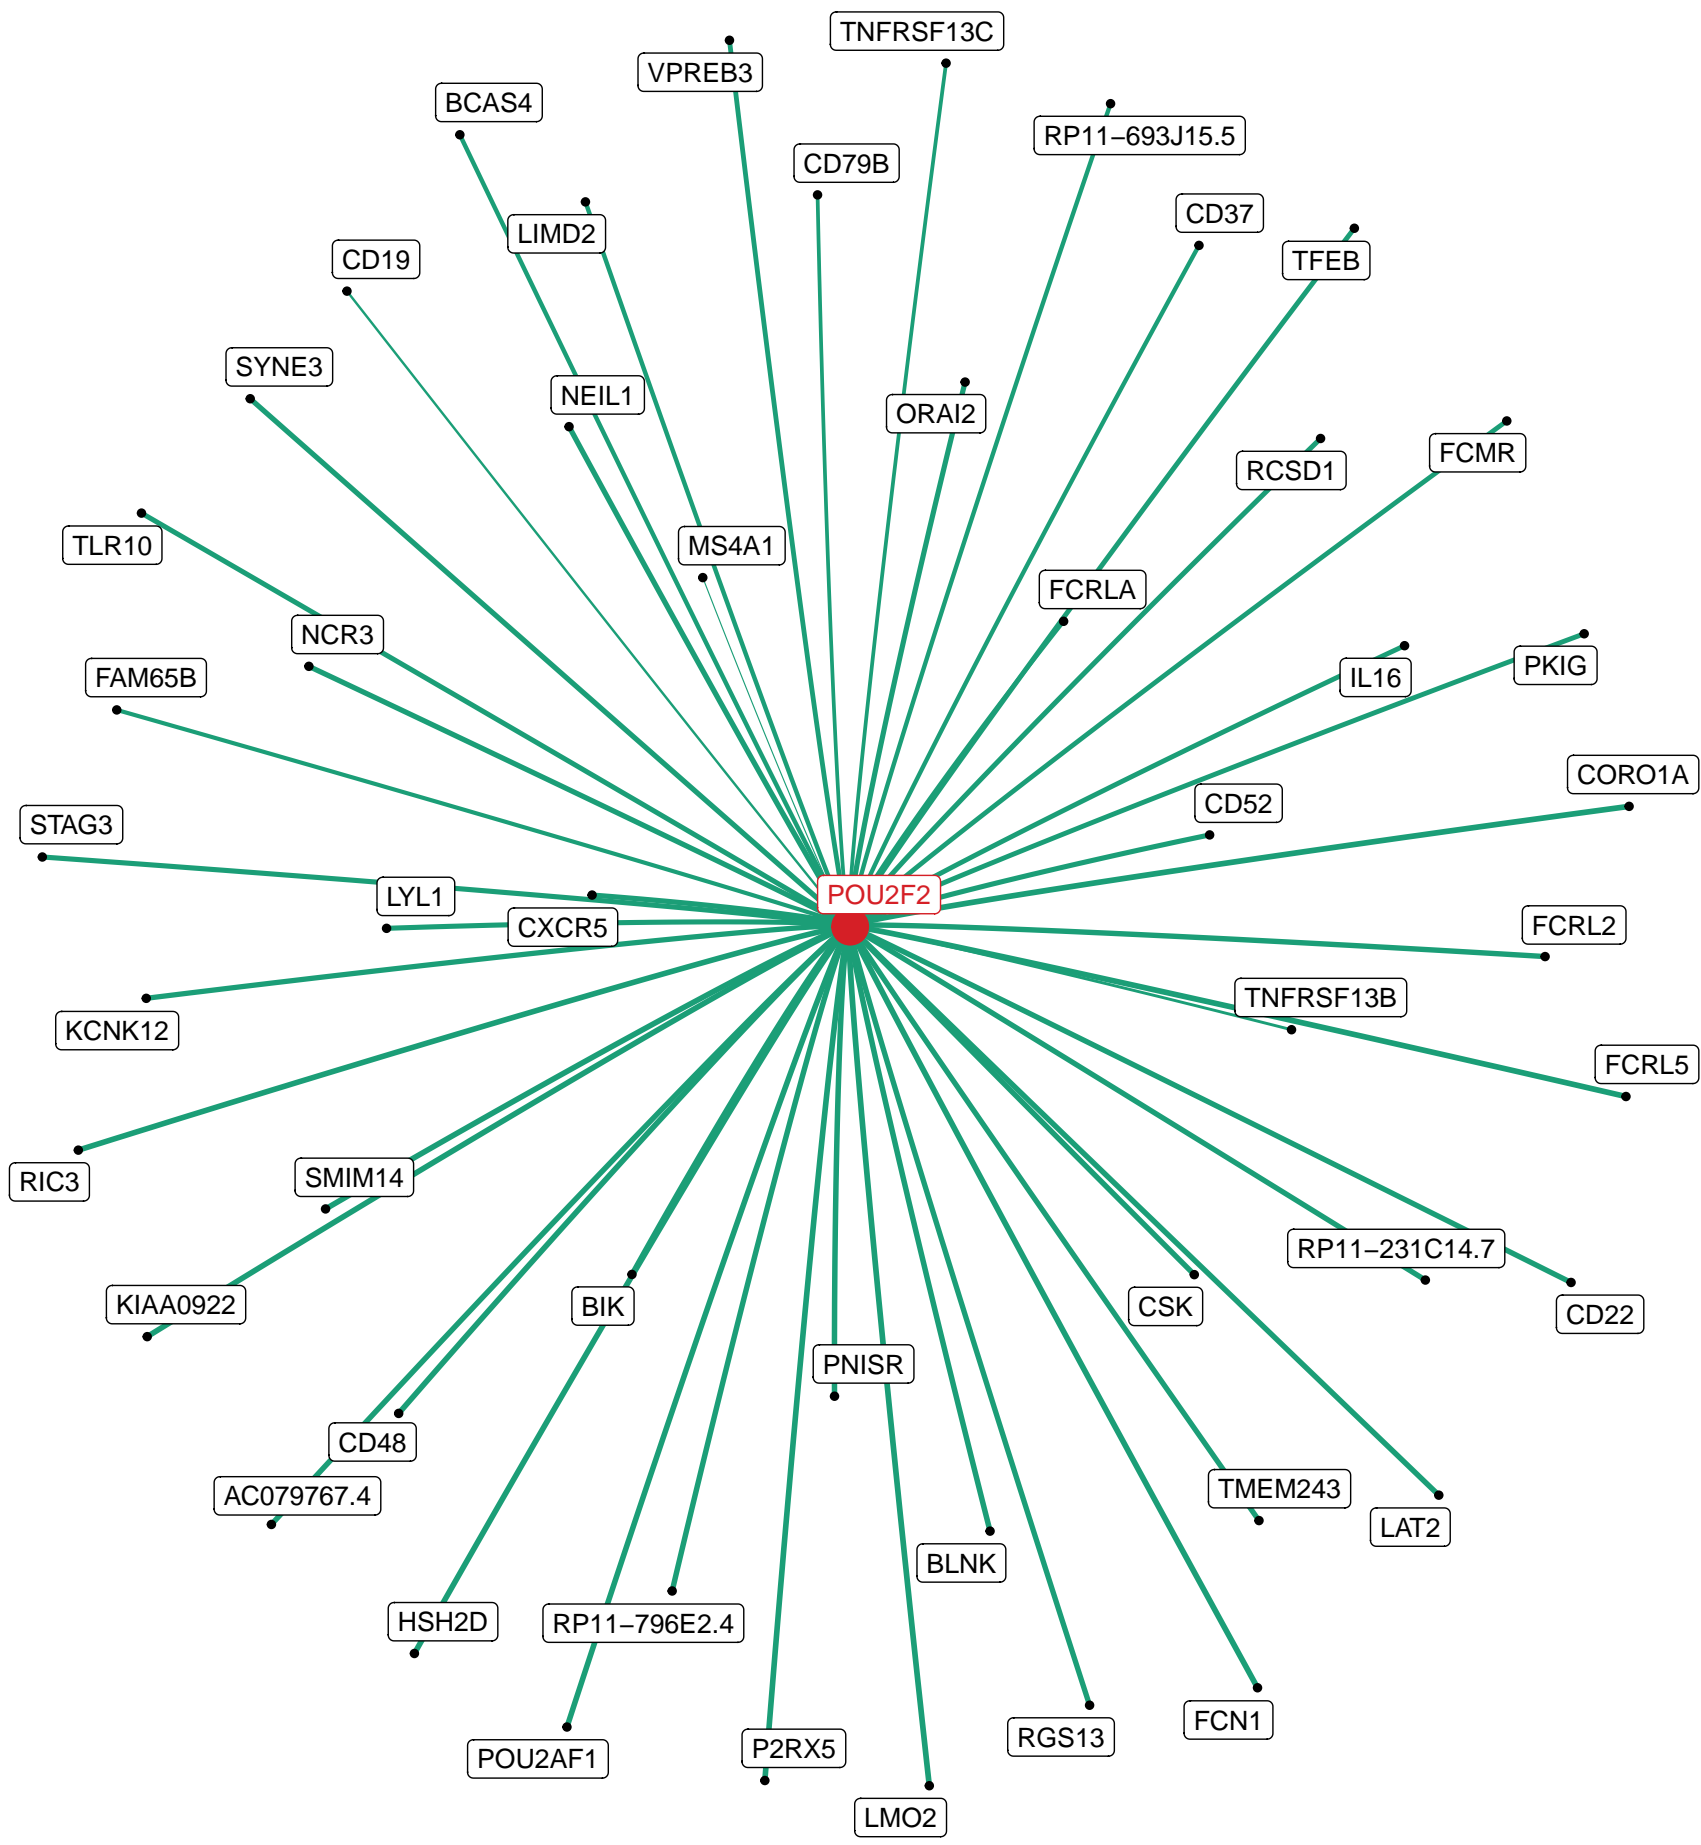 TNFRSF13C
VPREB3
BCAS4
RP11−693J15.5
CD79B
CD37
LIMD2
CD19
TFEB
SYNE3
NEIL1
ORAI2
FCMR
RCSD1
TLR10
MS4A1
FCRLA
NCR3
PKIG
FAM65B
IL16
CORO1A
CD52
STAG3
POU2F2
LYL1
FCRL2
CXCR5
TNFRSF13B
KCNK12
FCRL5
SMIM14
RIC3
RP11−231C14.7
KIAA0922
BIK
CSK
CD22
PNISR
CD48
TMEM243
AC079767.4
LAT2
BLNK
HSH2D
RP11−796E2.4
FCN1
RGS13
P2RX5
POU2AF1
LMO2